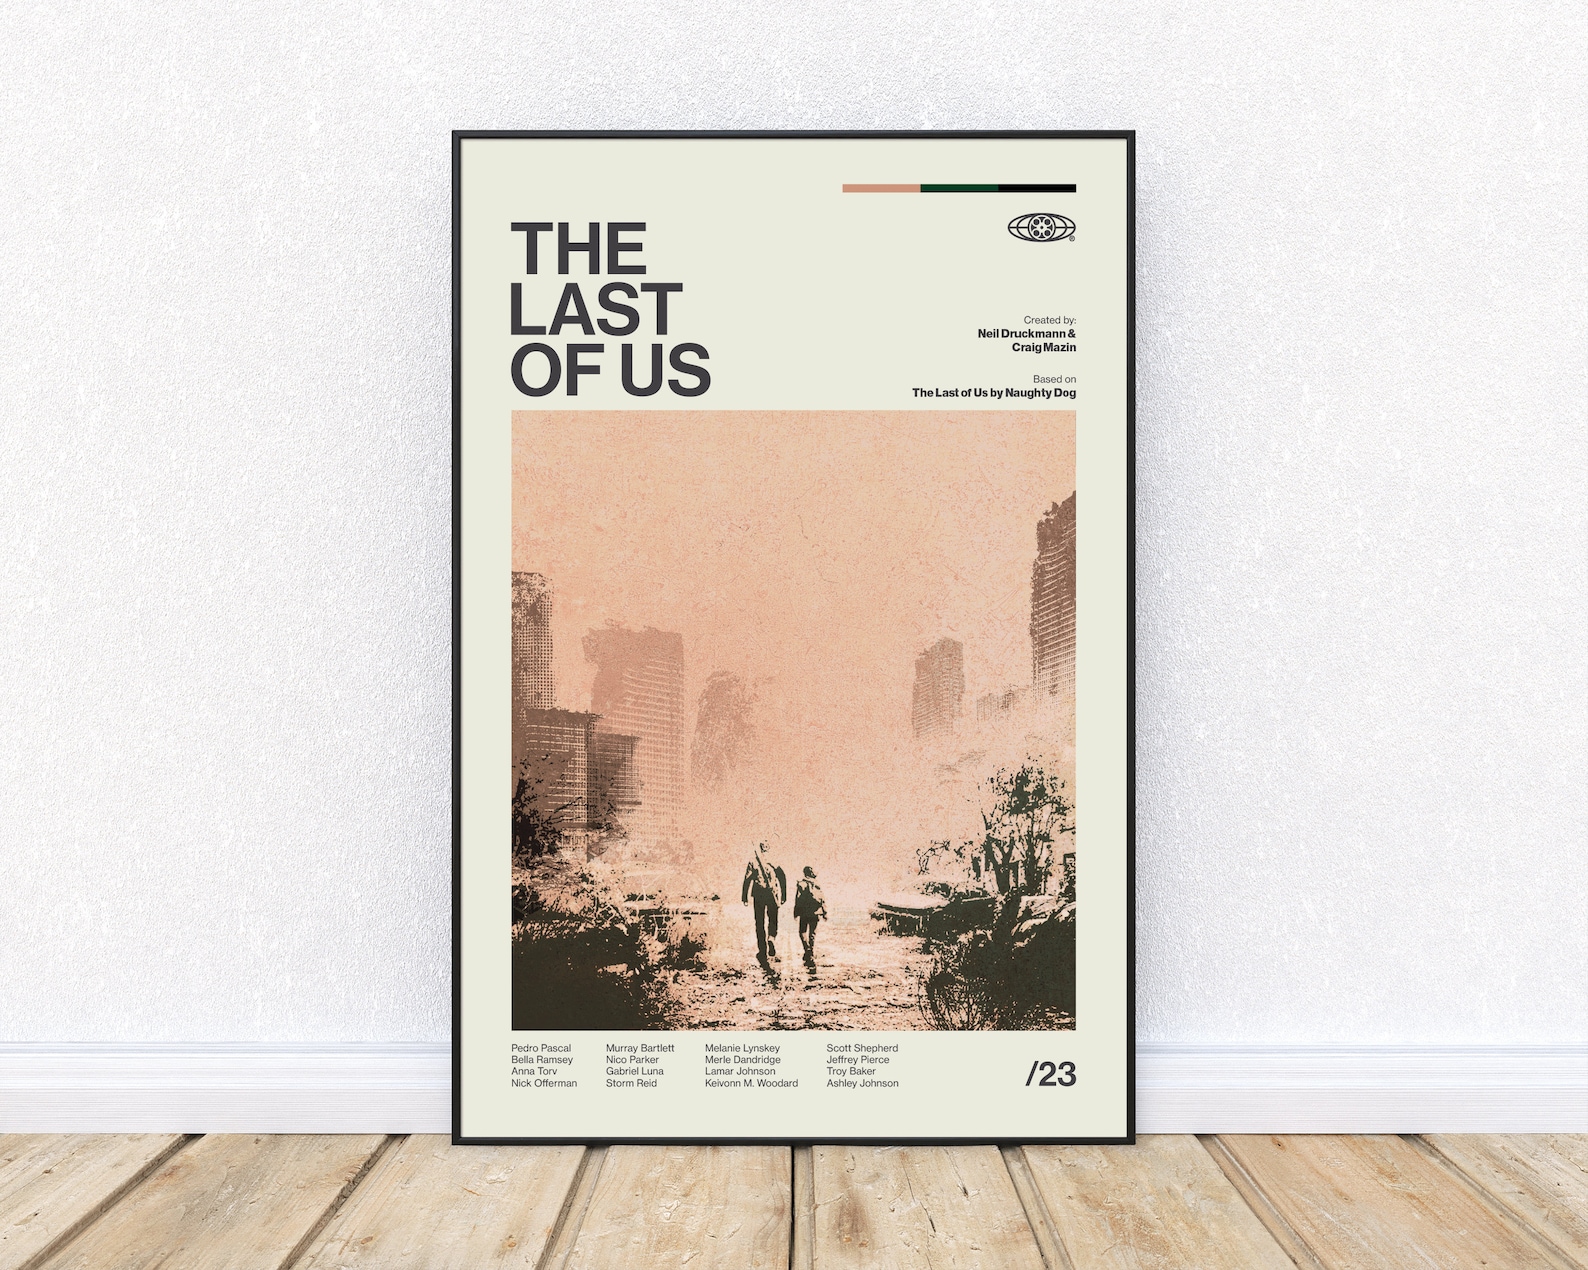 THE
LAST
OF US
®
Created by:
Neil Druckmann &
Craig Mazin
Based on
The Last of Us by Naughty Dog
Pedro Pascal
Bella Ramsey
Anna Torv
Nick Offerman
Murray Bartlett
Nico Parker
Gabriel Luna
Storm Reid
Melanie Lynskey
Merle Dandridge
Lamar Johnson
Keivonn M. Woodard
Scott Shepherd
Jeffrey Pierce
Troy Baker
Ashley Johnson
/23